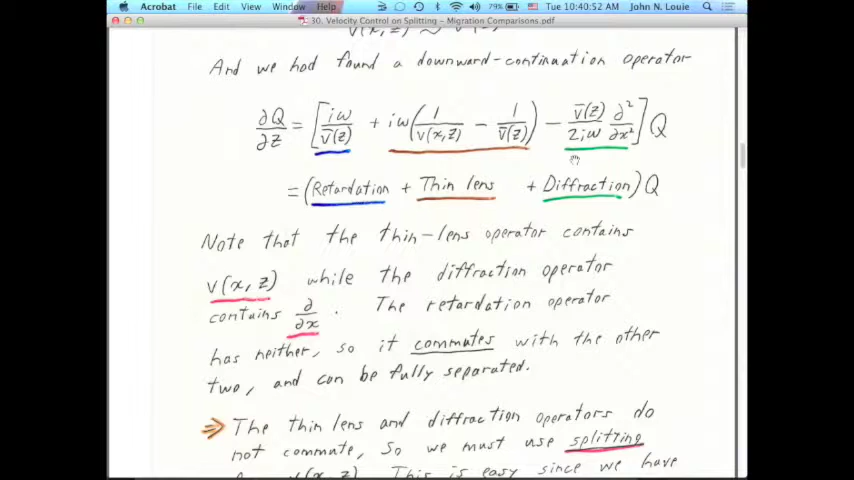 Acrobat File Edit View Window Help 79% Tue 10:40:52 AM John N. Louie
30. Velocity Control on Splitting – Migration Comparisons.pdf
And we had found a downward-continuation operator
∂Q/∂z = [iω/v̄(z) + iω(1/v(x,z) − 1/v̄(z)) − v̄(z)/2iω ∂²/∂x²] Q
= (Retardation + Thin lens + Diffraction) Q
Note that the thin-lens operator contains
v(x,z) while the diffraction operator
contains ∂/∂x . The retardation operator
has neither, so it commutes with the other
two, and can be fully separated.
⇒ The thin lens and diffraction operators do
not commute, so we must use splitting
v(x,z) This is easy since we have